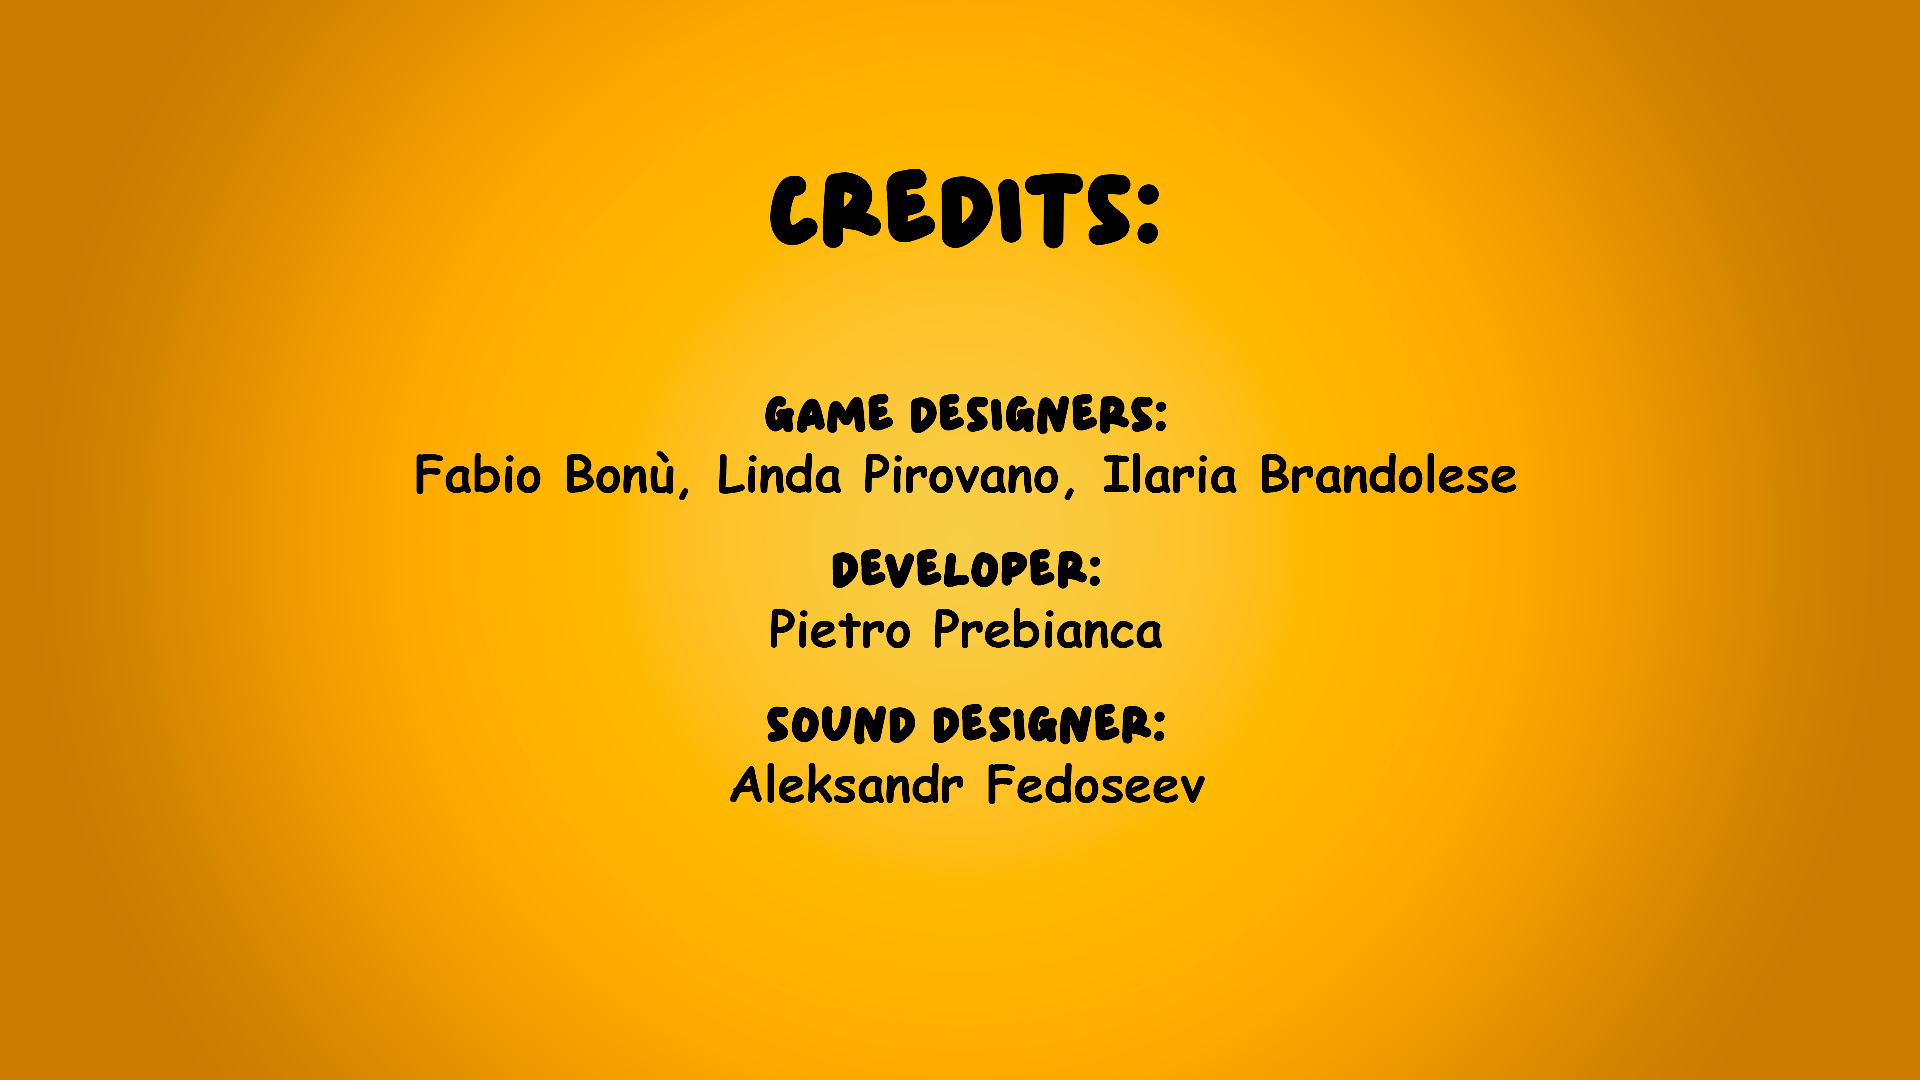 CREDITS:
GAME DESIGNERS:
Fabio Bonù, Linda Pirovano, Ilaria Brandolese
DEVELOPER:
Pietro Prebianca
SOUND DESIGNER:
Aleksandr Fedoseev